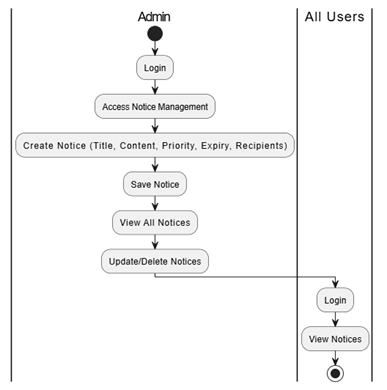 Admin
All Users
Login
Access Notice Management
Create Notice (Title, Content, Priority, Expiry, Recipients)
Save Notice
View All Notices
Update/Delete Notices
Login
View Notices